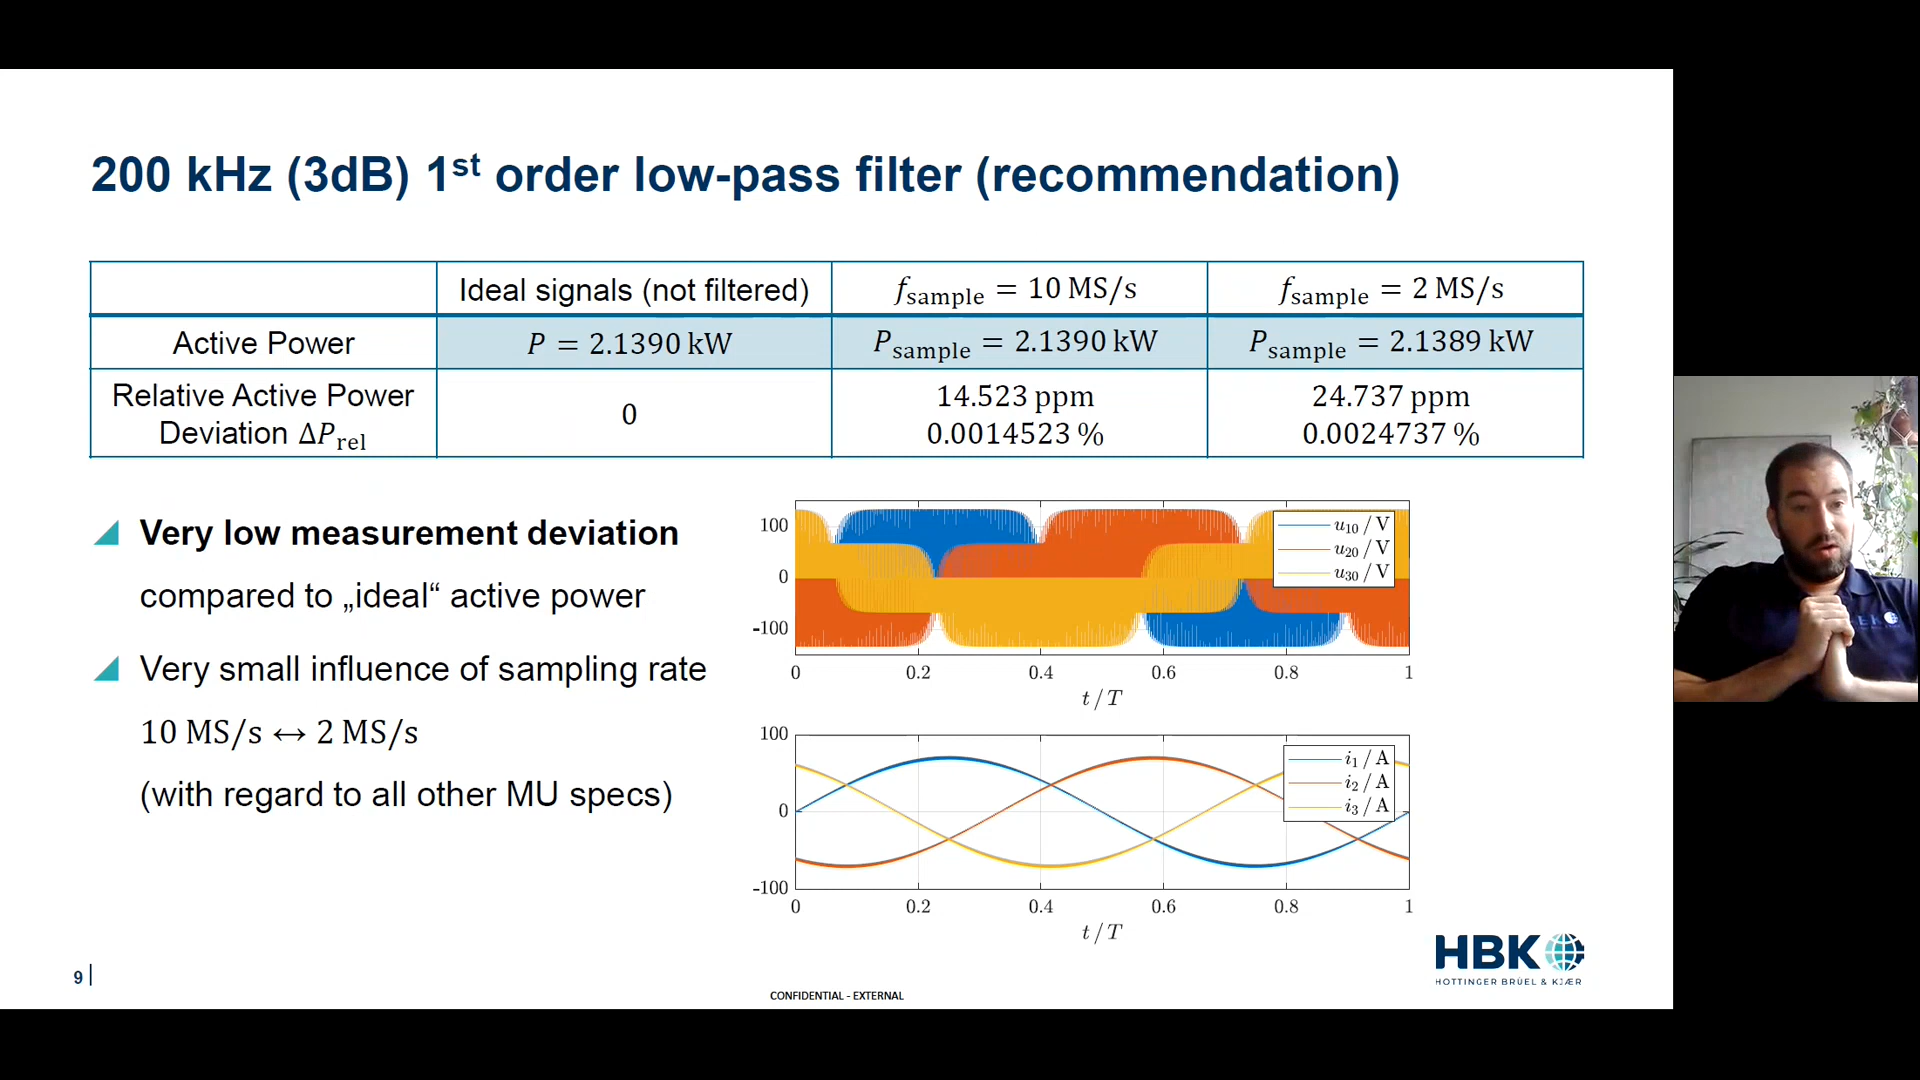 200 kHz (3dB) 1st order low-pass filter (recommendation)
Ideal signals (not filtered)
fsample = 10 MS/s
fsample = 2 MS/s
Active Power
P = 2.1390 kW
Psample = 2.1390 kW
Psample = 2.1389 kW
Relative Active Power
Deviation ΔPrel
0
14.523 ppm
0.0014523 %
24.737 ppm
0.0024737 %
Very low measurement deviation
compared to „ideal“ active power
Very small influence of sampling rate
10 MS/s ↔ 2 MS/s
(with regard to all other MU specs)
100
0
-100
u10 / V
u20 / V
u30 / V
0 0.2 0.4 0.6 0.8 1
t / T
100
0
-100
i1 / A
i2 / A
i3 / A
0 0.2 0.4 0.6 0.8 1
t / T
HBK
HOTTINGER BRÜEL & KJÆR
9
CONFIDENTIAL - EXTERNAL